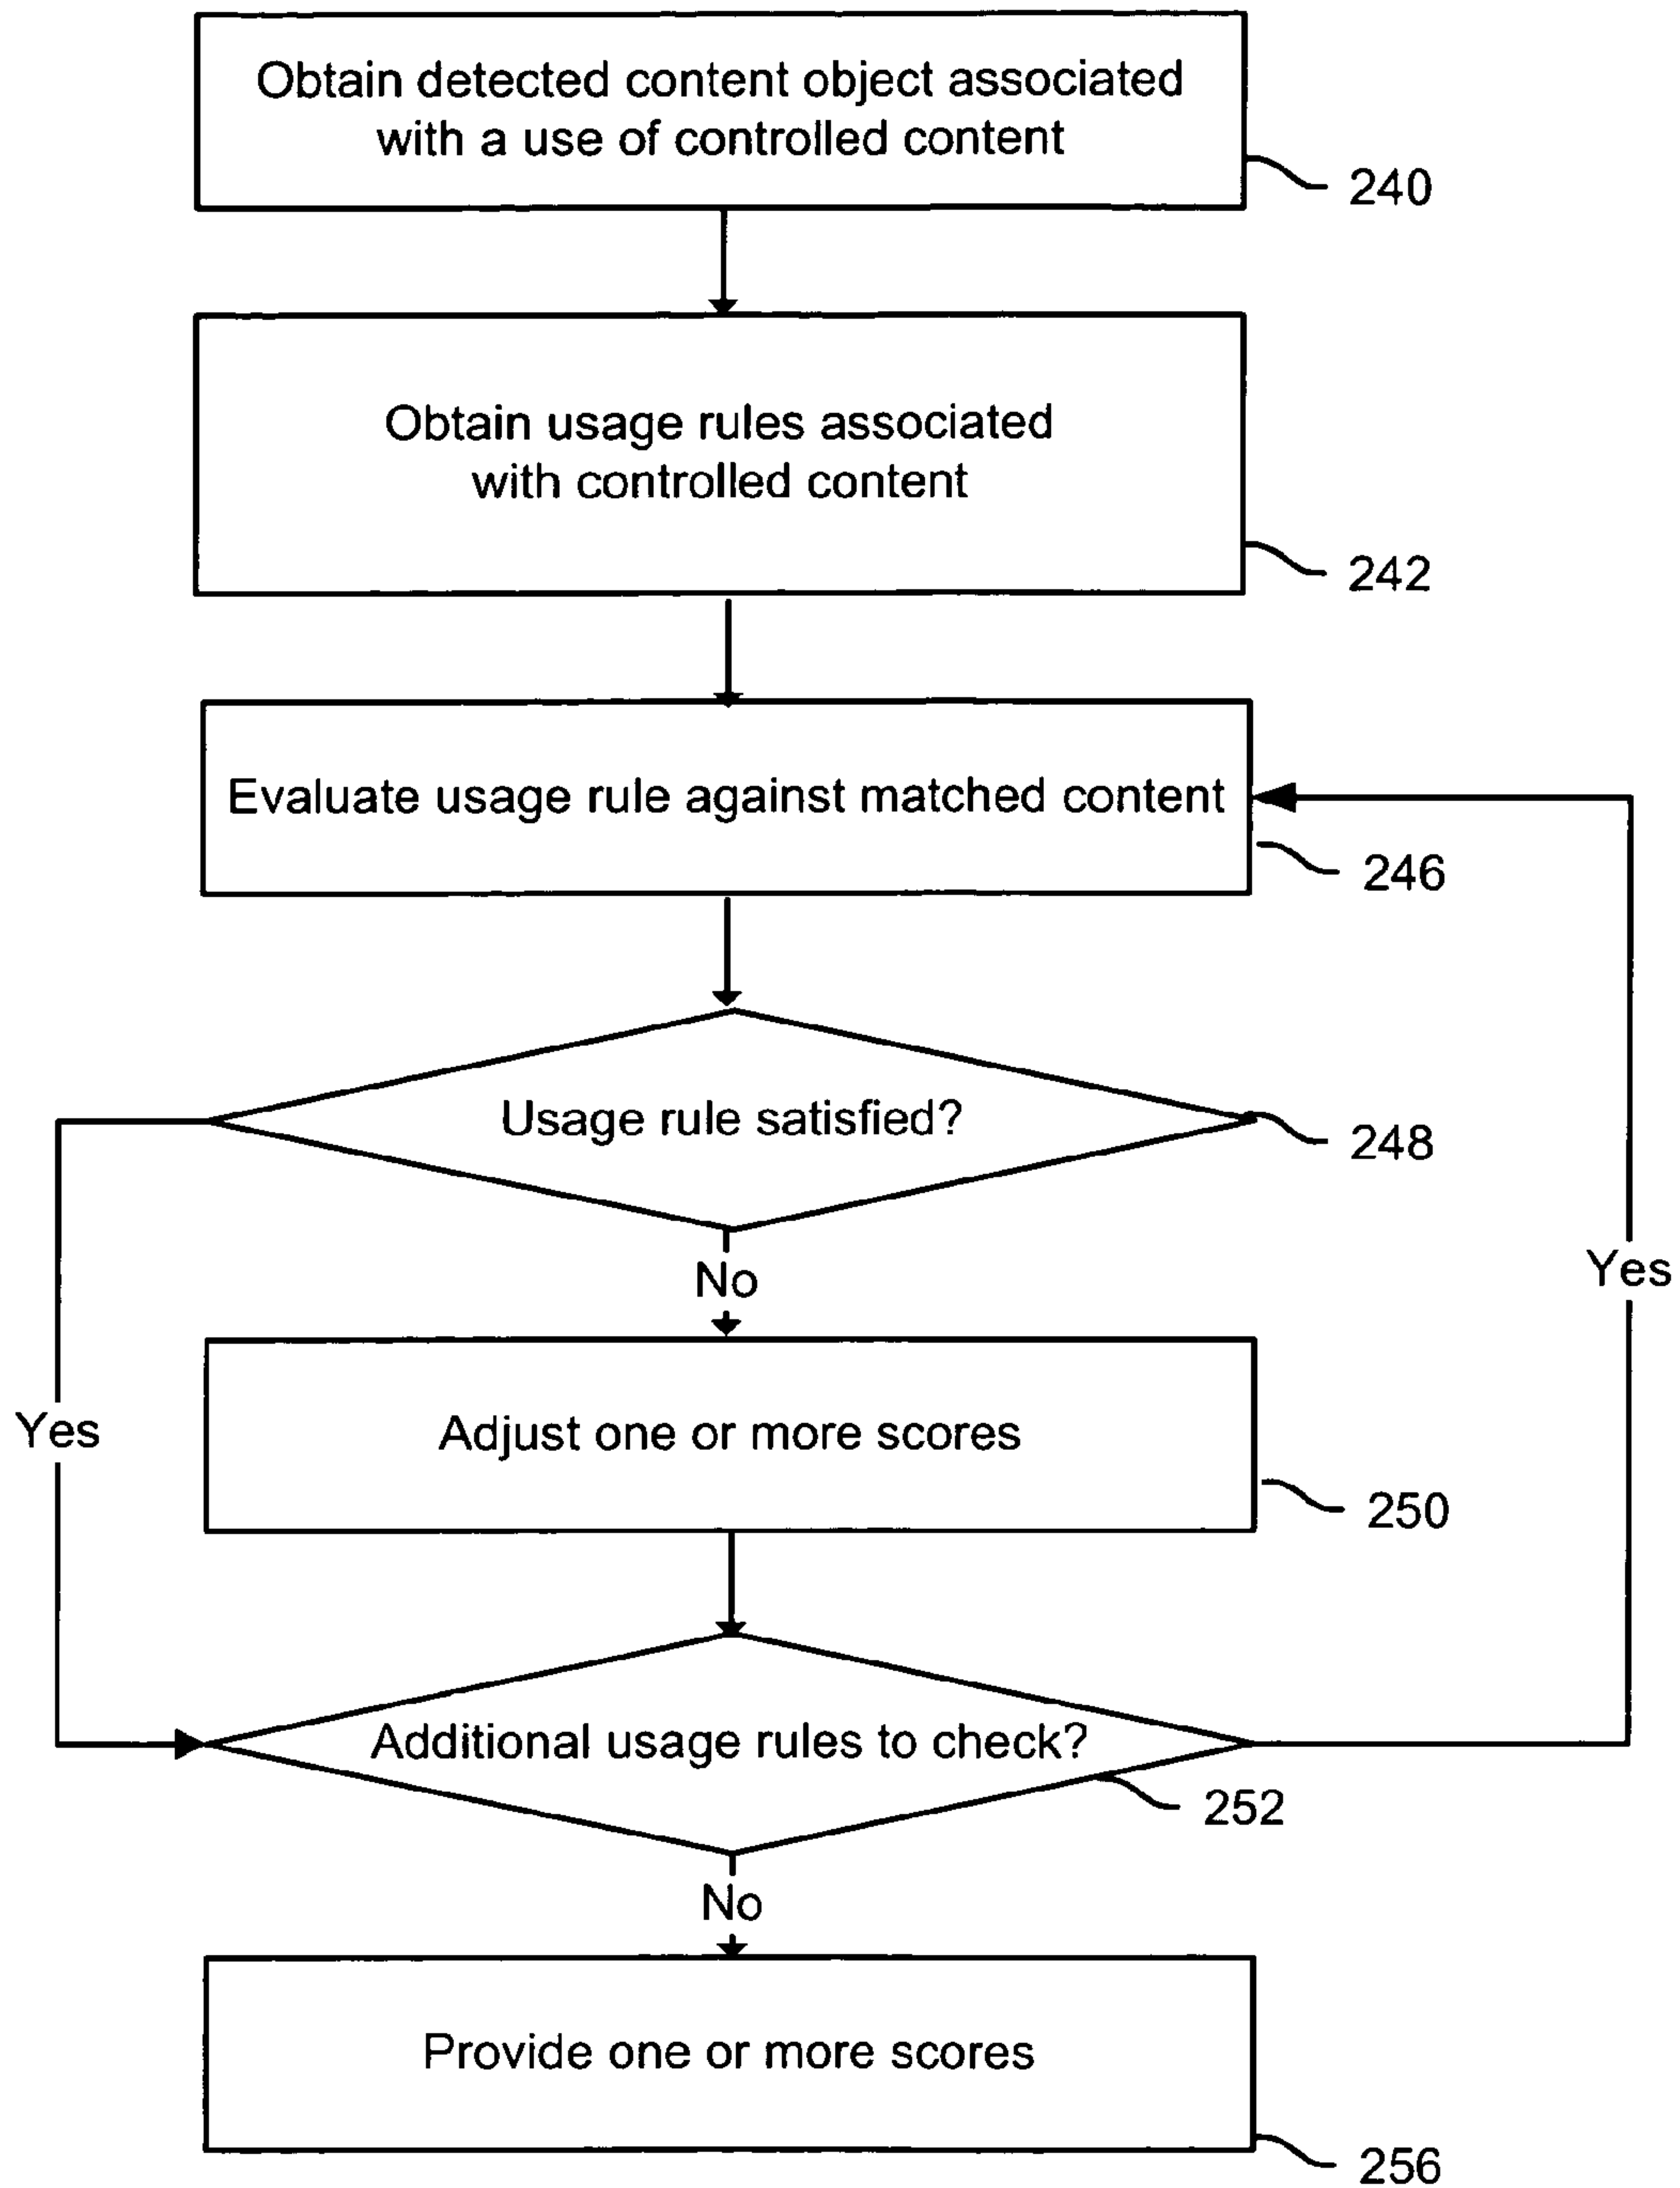 Obtain detected content object associated
with a use of controlled content
240
Obtain usage rules associated
with controlled content
242
Evaluate usage rule against matched content
246
Usage rule satisfied?
248
No
Yes
Yes
Adjust one or more scores
250
Additional usage rules to check?
252
No
Provide one or more scores
256